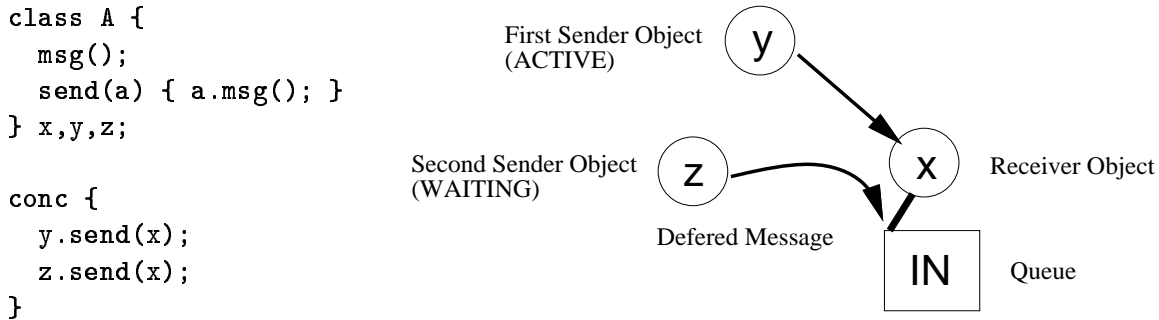 class A {
  msg();
  send(a) { a.msg(); }
} x,y,z;
conc {
  y.send(x);
  z.send(x);
}
First Sender Object
(ACTIVE)
y
Second Sender Object
(WAITING)
z
x
Receiver Object
Defered Message
IN
Queue